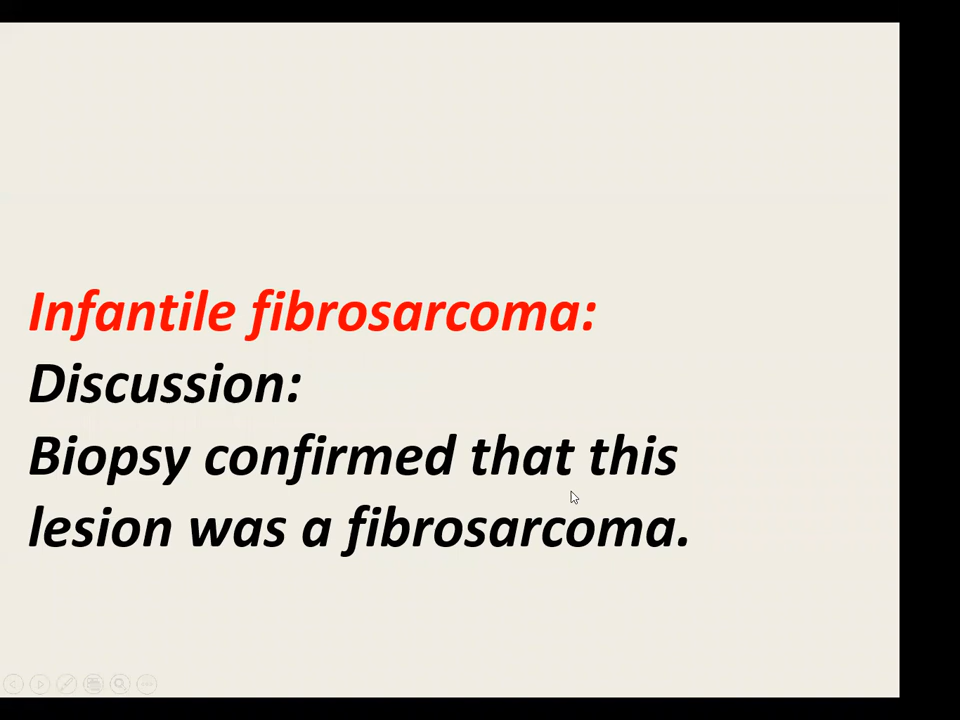 Infantile fibrosarcoma:
Discussion:
Biopsy confirmed that this
lesion was a fibrosarcoma.